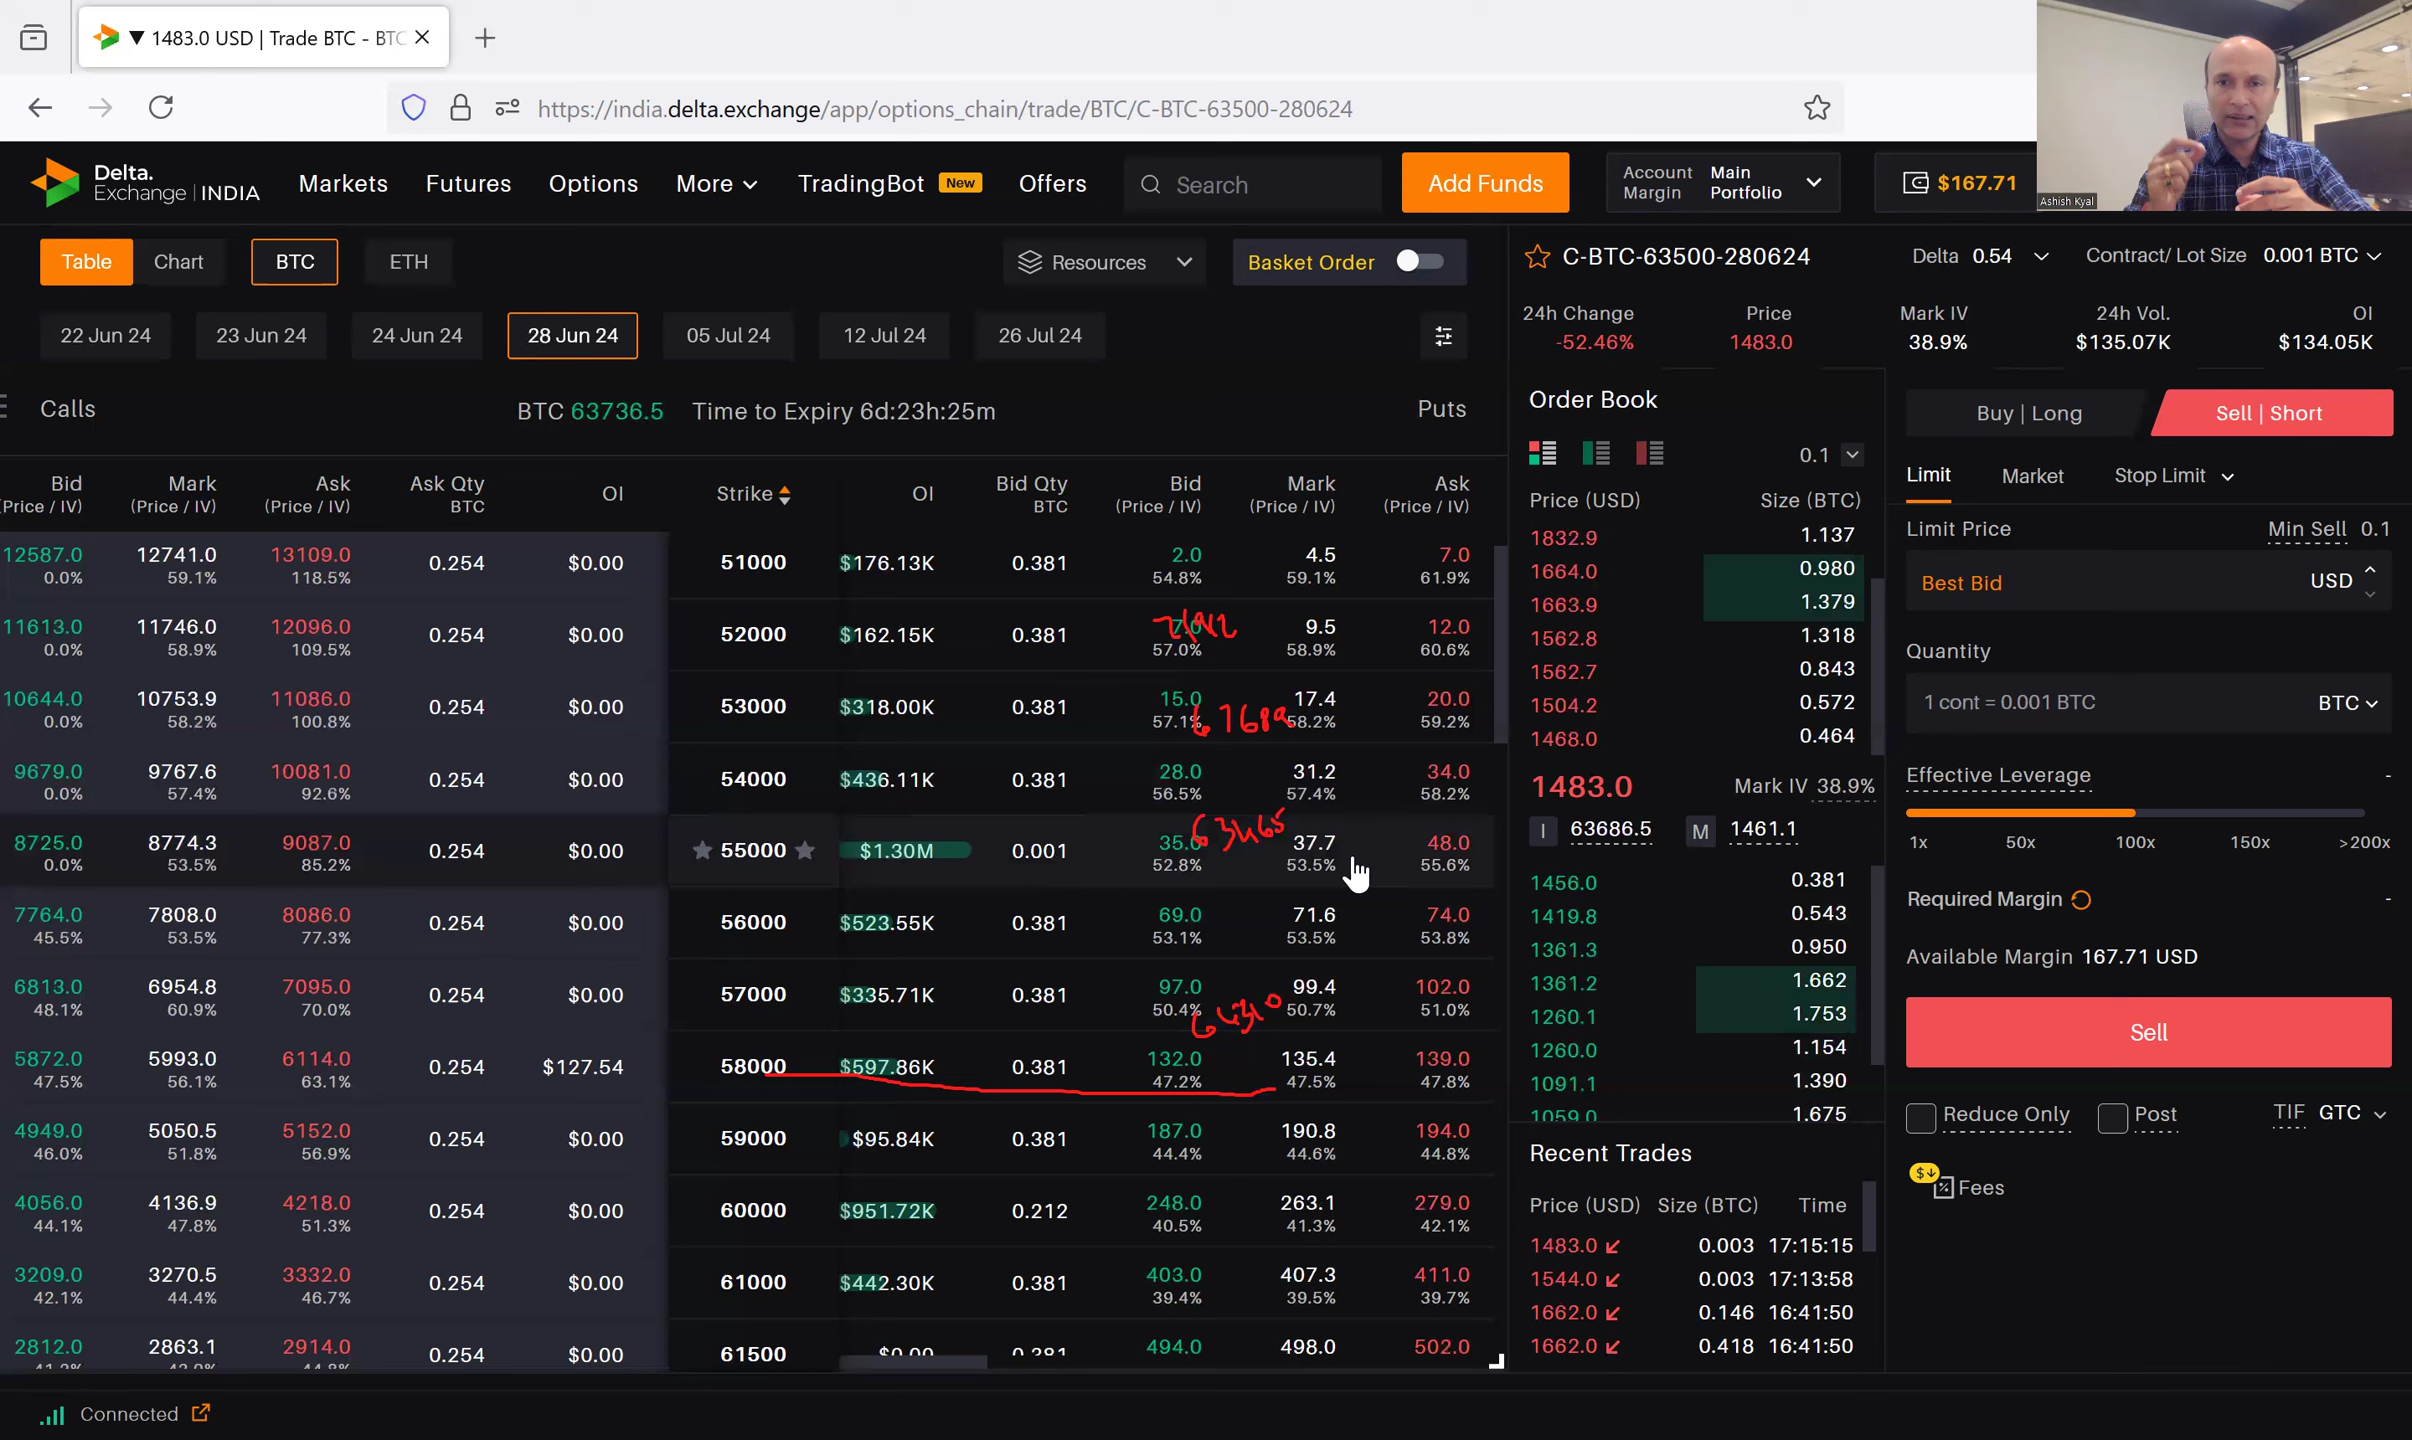 ▼ 1483.0 USD | Trade BTC - BTC
https://india.delta.exchange/app/options_chain/trade/BTC/C-BTC-63500-280624
Delta.
Exchange | INDIA
Markets Futures Options More TradingBot New Offers Search Add Funds
Account Margin Main Portfolio $167.71
Ashish Kyal
Table Chart BTC ETH Resources Basket Order
22 Jun 24 23 Jun 24 24 Jun 24 28 Jun 24 05 Jul 24 12 Jul 24 26 Jul 24
Calls BTC 63736.5 Time to Expiry 6d:23h:25m Puts
Bid Mark Ask Ask Qty OI Strike OI Bid Qty Bid Mark Ask
(Price / IV) (Price / IV) (Price / IV) BTC BTC (Price / IV) (Price / IV) (Price / IV)
12587.0 12741.0 13109.0 0.254 $0.00 51000 $176.13K 0.381 2.0 4.5 7.0
0.0% 59.1% 118.5% 54.8% 59.1% 61.9%
11613.0 11746.0 12096.0 0.254 $0.00 52000 $162.15K 0.381 7.0 9.5 12.0
0.0% 58.9% 109.5% 57.0% 58.9% 60.6%
10644.0 10753.9 11086.0 0.254 $0.00 53000 $318.00K 0.381 15.0 17.4 20.0
0.0% 58.2% 100.8% 57.1% 58.2% 59.2%
9679.0 9767.6 10081.0 0.254 $0.00 54000 $436.11K 0.381 28.0 31.2 34.0
0.0% 57.4% 92.6% 56.5% 57.4% 58.2%
63465
8725.0 8774.3 9087.0 0.254 $0.00 55000 $1.30M 0.001 35.0 37.7 48.0
0.0% 53.5% 85.2% 52.8% 53.5% 55.6%
7764.0 7808.0 8086.0 0.254 $0.00 56000 $523.55K 0.381 69.0 71.6 74.0
45.5% 53.5% 77.3% 53.1% 53.5% 53.8%
6813.0 6954.8 7095.0 0.254 $0.00 57000 $335.71K 0.381 97.0 99.4 102.0
48.1% 60.9% 70.0% 50.4% 50.7% 51.0%
64310
5872.0 5993.0 6114.0 0.254 $127.54 58000 $597.86K 0.381 132.0 135.4 139.0
47.5% 56.1% 63.1% 47.2% 47.5% 47.8%
4949.0 5050.5 5152.0 0.254 $0.00 59000 $95.84K 0.381 187.0 190.8 194.0
46.0% 51.8% 56.9% 44.4% 44.6% 44.8%
4056.0 4136.9 4218.0 0.254 $0.00 60000 $951.72K 0.212 248.0 263.1 279.0
44.1% 47.8% 51.3% 40.5% 41.3% 42.1%
3209.0 3270.5 3332.0 0.254 $0.00 61000 $442.30K 0.381 403.0 407.3 411.0
42.1% 44.4% 46.7% 39.4% 39.5% 39.7%
2812.0 2863.1 2914.0 0.254 $0.00 61500 $0.00 0.381 494.0 498.0 502.0
Connected
C-BTC-63500-280624 Delta 0.54 Contract/ Lot Size 0.001 BTC
24h Change Price Mark IV 24h Vol. OI
-52.46% 1483.0 38.9% $135.07K $134.05K
Order Book
0.1
Price (USD) Size (BTC)
1832.9 1.137
1664.0 0.980
1663.9 1.379
1562.8 1.318
1562.7 0.843
1504.2 0.572
1468.0 0.464
1483.0 Mark IV 38.9%
I 63686.5 M 1461.1
1456.0 0.381
1419.8 0.543
1361.3 0.950
1361.2 1.662
1260.1 1.753
1260.0 1.154
1091.1 1.390
1059.0 1.675
Recent Trades
Price (USD) Size (BTC) Time
1483.0 0.003 17:15:15
1544.0 0.003 17:13:58
1662.0 0.146 16:41:50
1662.0 0.418 16:41:50
Buy | Long Sell | Short
Limit Market Stop Limit
Limit Price Min Sell 0.1
Best Bid USD
Quantity
1 cont = 0.001 BTC BTC
Effective Leverage -
1x 50x 100x 150x >200x
Required Margin -
Available Margin 167.71 USD
Sell
Reduce Only Post TIF GTC
Fees